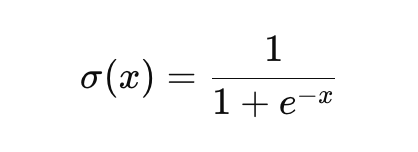 σ(x) = 1 / (1 + e^{-x})